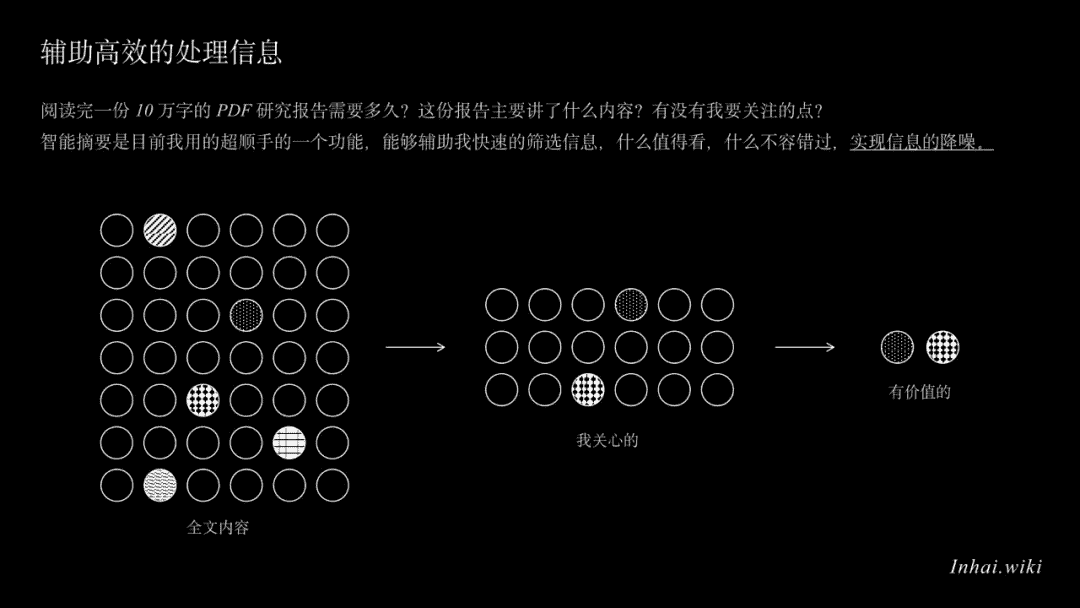 辅助高效的处理信息
阅读完一份 10 万字的 PDF 研究报告需要多久？这份报告主要讲了什么内容？有没有我要关注的点？
智能摘要是目前我用的超顺手的一个功能，能够辅助我快速的筛选信息，什么值得看，什么不容错过，实现信息的降噪。
有价值的
我关心的
全文内容
Inhai.wiki